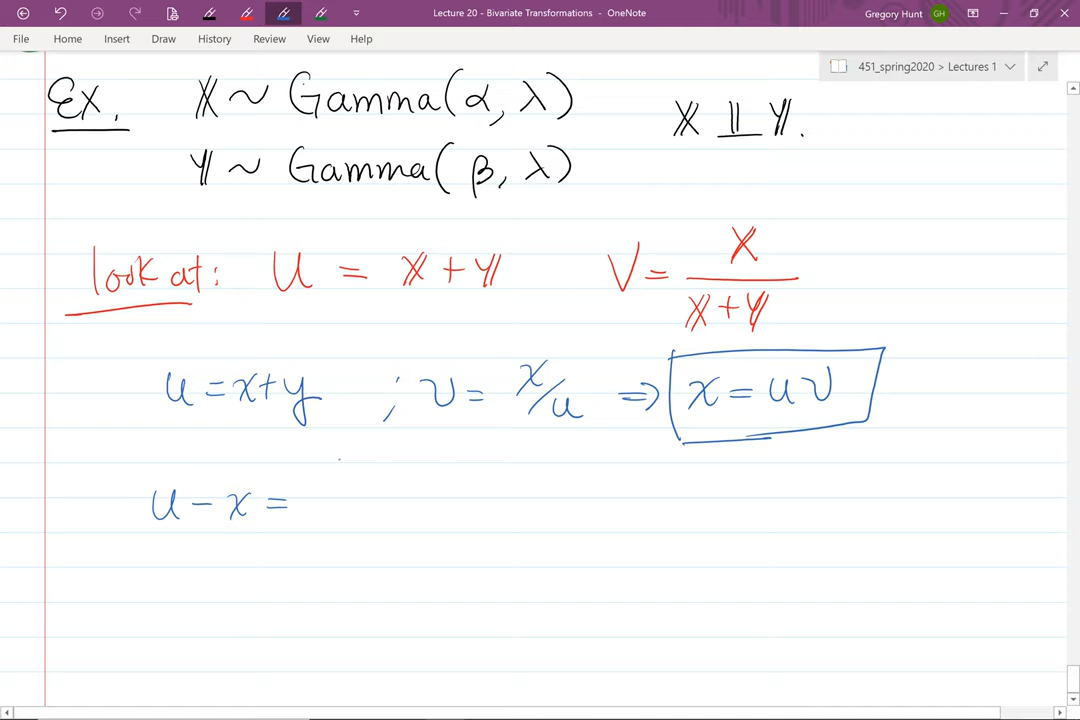 Lecture 20 - Bivariate Transformations - OneNote
Gregory Hunt GH
File Home Insert Draw History Review View Help
451_spring2020 > Lectures 1
Ex. X ~ Gamma(α, λ) X ⫫ Y.
Y ~ Gamma(β, λ)
look at: U = X + Y V = X / (X + Y)
u = x + y ; v = x/u ⇒ x = uv
u - x =